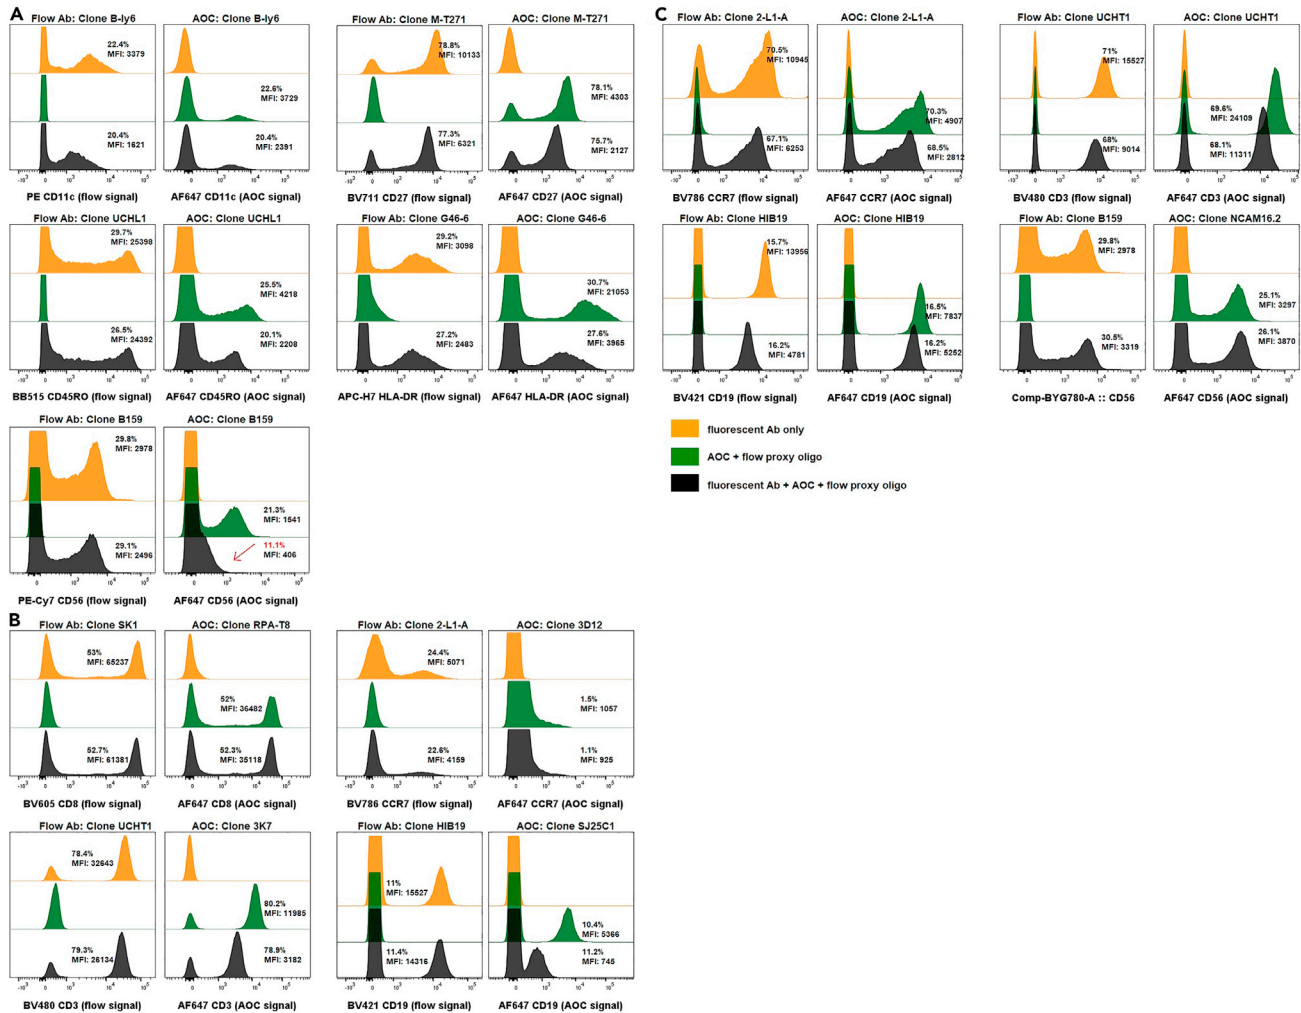 A
Flow Ab: Clone B-ly6
AOC: Clone B-ly6
22.4%
MFI: 3379
22.6%
MFI: 3729
20.4%
MFI: 1621
20.4%
MFI: 2391
PE CD11c (flow signal)
AF647 CD11c (AOC signal)
Flow Ab: Clone M-T271
AOC: Clone M-T271
78.8%
MFI: 10133
78.1%
MFI: 4303
77.3%
MFI: 6321
75.7%
MFI: 2127
BV711 CD27 (flow signal)
AF647 CD27 (AOC signal)
Flow Ab: Clone UCHL1
AOC: Clone UCHL1
29.7%
MFI: 25398
25.5%
MFI: 4218
26.5%
MFI: 24392
20.1%
MFI: 2208
BB515 CD45RO (flow signal)
AF647 CD45RO (AOC signal)
Flow Ab: Clone G46-6
AOC: Clone G46-6
29.2%
MFI: 3098
30.7%
MFI: 21053
27.2%
MFI: 2483
27.6%
MFI: 3965
APC-H7 HLA-DR (flow signal)
AF647 HLA-DR (AOC signal)
Flow Ab: Clone B159
AOC: Clone B159
29.8%
MFI: 2978
21.3%
MFI: 1541
29.1%
MFI: 2496
11.1%
MFI: 406
PE-Cy7 CD56 (flow signal)
AF647 CD56 (AOC signal)
B
Flow Ab: Clone SK1
AOC: Clone RPA-T8
53%
MFI: 65237
52%
MFI: 36482
52.7%
MFI: 61381
52.3%
MFI: 35118
BV605 CD8 (flow signal)
AF647 CD8 (AOC signal)
Flow Ab: Clone 2-L1-A
AOC: Clone 3D12
24.4%
MFI: 5071
1.5%
MFI: 1057
22.6%
MFI: 4159
1.1%
MFI: 925
BV786 CCR7 (flow signal)
AF647 CCR7 (AOC signal)
Flow Ab: Clone UCHT1
AOC: Clone 3K7
78.4%
MFI: 32643
80.2%
MFI: 11985
79.3%
MFI: 26134
78.9%
MFI: 3182
BV480 CD3 (flow signal)
AF647 CD3 (AOC signal)
Flow Ab: Clone HIB19
AOC: Clone SJ25C1
11%
MFI: 15527
10.4%
MFI: 5366
11.4%
MFI: 14316
11.2%
MFI: 745
BV421 CD19 (flow signal)
AF647 CD19 (AOC signal)
C
Flow Ab: Clone 2-L1-A
AOC: Clone 2-L1-A
70.5%
MFI: 10945
70.3%
MFI: 4907
67.1%
MFI: 6253
68.5%
MFI: 2812
BV786 CCR7 (flow signal)
AF647 CCR7 (AOC signal)
Flow Ab: Clone UCHT1
AOC: Clone UCHT1
71%
MFI: 15527
69.6%
MFI: 24109
68%
MFI: 9014
68.1%
MFI: 11311
BV480 CD3 (flow signal)
AF647 CD3 (AOC signal)
Flow Ab: Clone HIB19
AOC: Clone HIB19
15.7%
MFI: 13956
16.5%
MFI: 7837
16.2%
MFI: 4781
16.2%
MFI: 5252
BV421 CD19 (flow signal)
AF647 CD19 (AOC signal)
Flow Ab: Clone B159
AOC: Clone NCAM16.2
29.8%
MFI: 2978
25.1%
MFI: 3297
30.5%
MFI: 3319
26.1%
MFI: 3870
Comp-BYG780-A :: CD56
AF647 CD56 (AOC signal)
fluorescent Ab only
AOC + flow proxy oligo
fluorescent Ab + AOC + flow proxy oligo